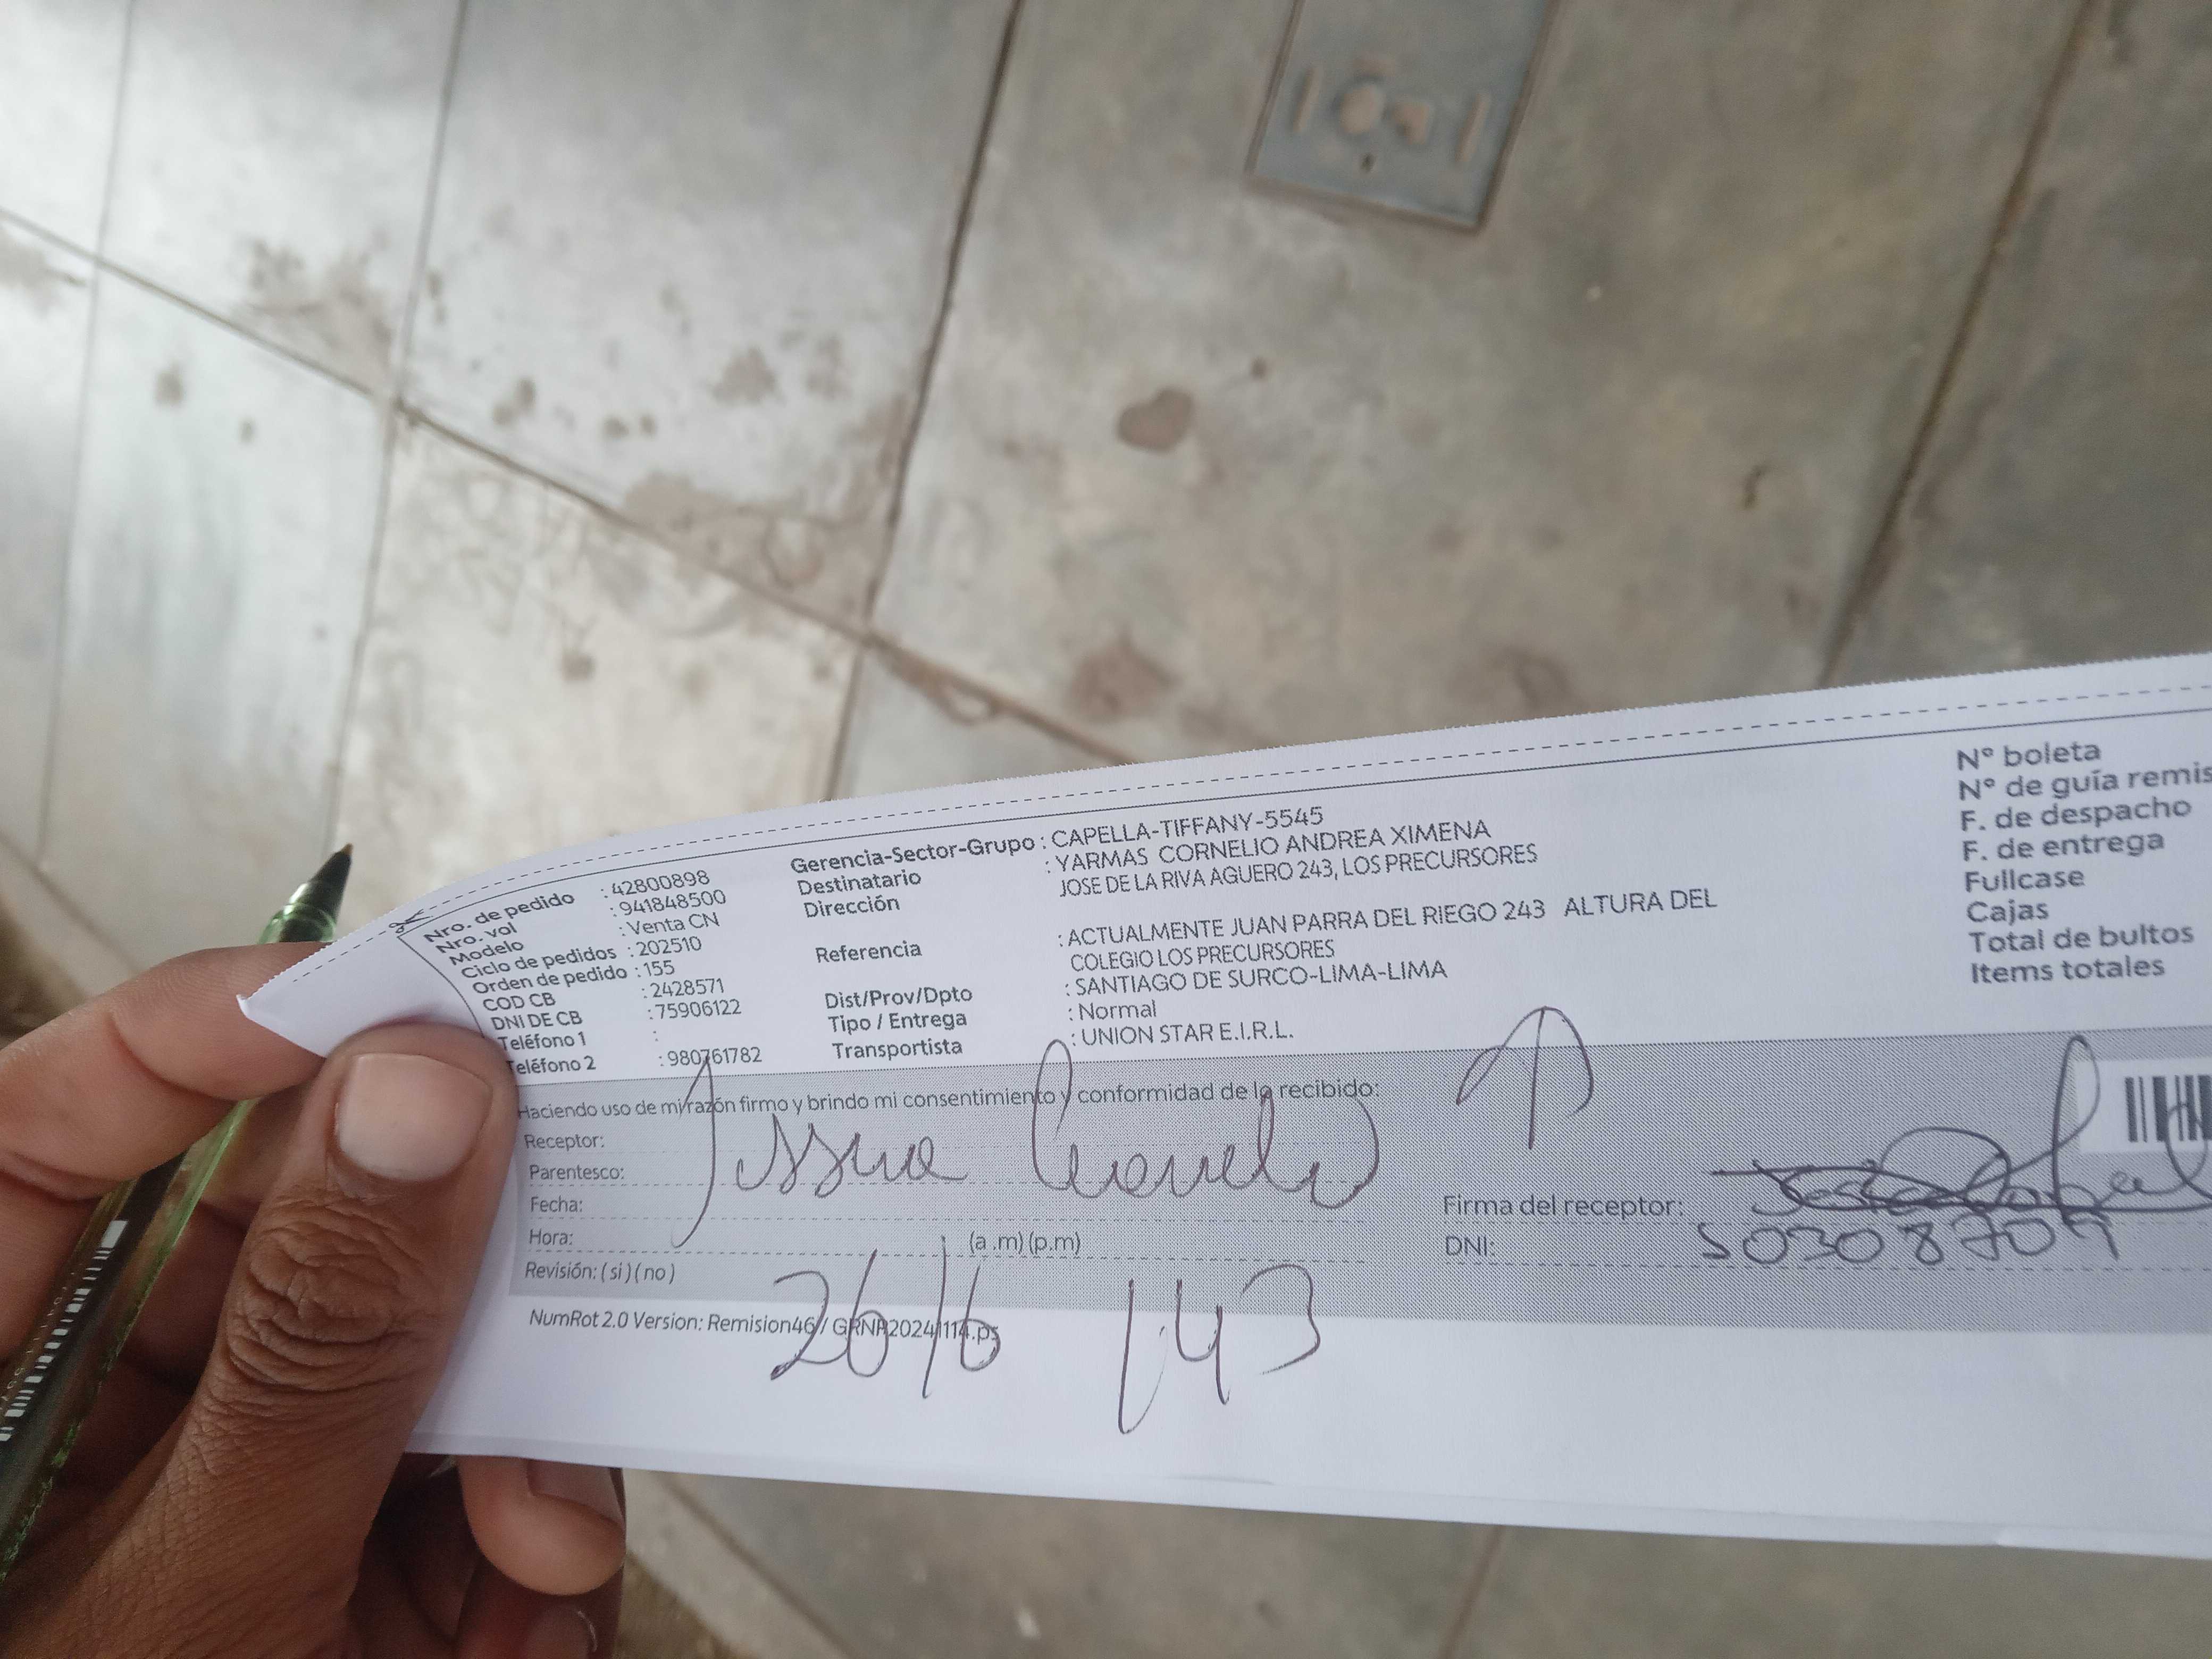 Nro. de pedido : 42800898
Nro. vol : 941848500
Modelo : Venta CN
Ciclo de pedidos : 202510
Orden de pedido : 155
COD CB : 2428571
DNI DE CB : 75906122
Teléfono 1 :
Teléfono 2 : 980761782
Gerencia-Sector-Grupo : CAPELLA-TIFFANY-5545
Destinatario : YARMAS CORNELIO ANDREA XIMENA
Dirección JOSE DE LA RIVA AGUERO 243, LOS PRECURSORES
Referencia : ACTUALMENTE JUAN PARRA DEL RIEGO 243 ALTURA DEL
COLEGIO LOS PRECURSORES
Dist/Prov/Dpto : SANTIAGO DE SURCO-LIMA-LIMA
Tipo / Entrega : Normal
Transportista : UNION STAR E.I.R.L.
N° boleta
N° de guía remis
F. de despacho
F. de entrega
Fullcase
Cajas
Total de bultos
Items totales
Haciendo uso de mi razón firmo y brindo mi consentimiento y conformidad de lo recibido:
Receptor:
Parentesco:
Fecha:
Hora: (a.m) (p.m)
Revisión: ( si ) ( no )
Firma del receptor:
DNI: 50308709
NumRot 2.0 Version: Remision46 / GRNP20241114.ps
26/6 143